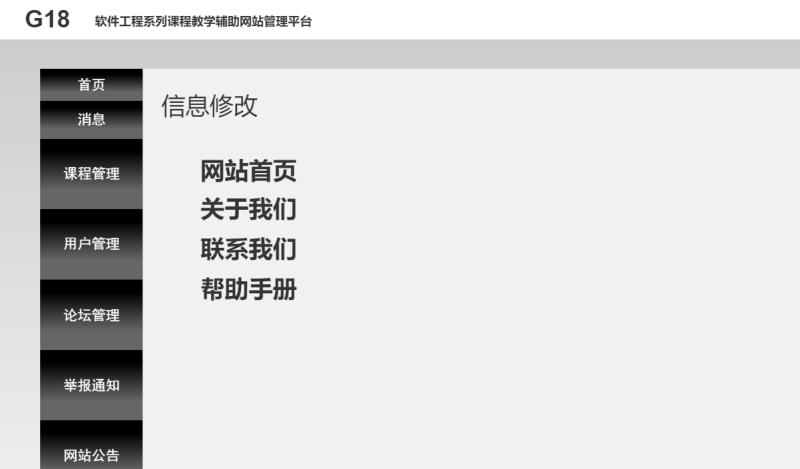 G18 软件工程系列课程教学辅助网站管理平台
首页
消息
课程管理
用户管理
论坛管理
举报通知
网站公告
信息修改
网站首页
关于我们
联系我们
帮助手册